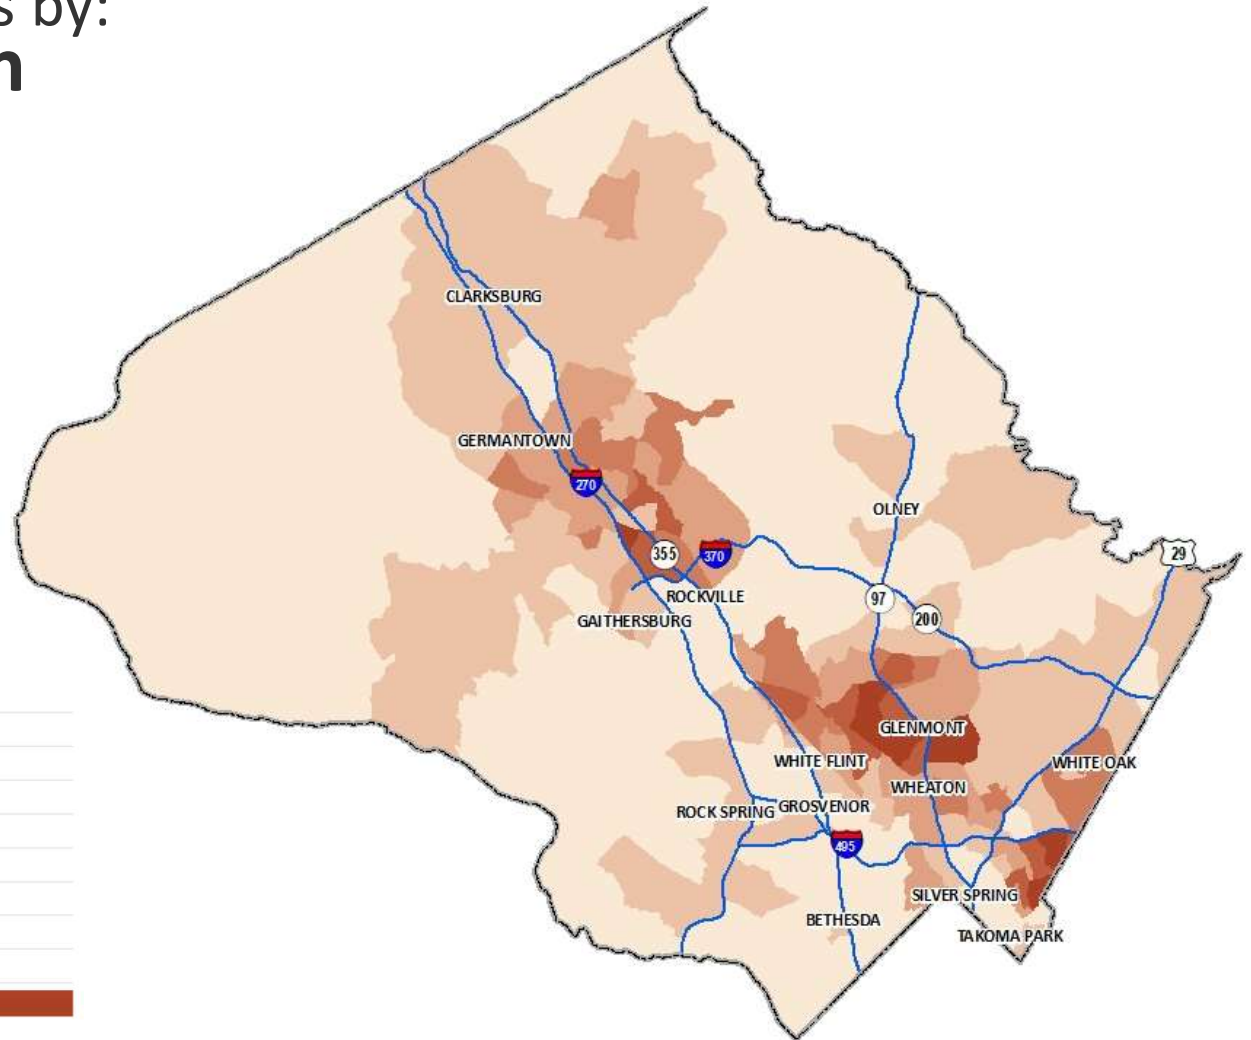 by:
CLARKSBURG
GERMANTOWN
270
OLNEY
355
370
29
ROCKVILLE
97
200
GAITHERSBURG
GLENMONT
WHITE FLINT
WHITE OAK
WHEATON
ROCK SPRING
GROSVENOR
495
SILVER SPRING
BETHESDA
TAKOMA PARK